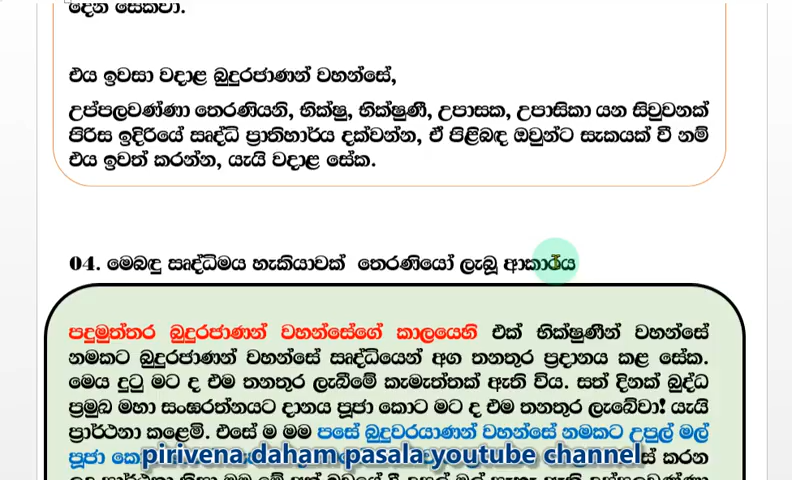 දෙන සේක්වා.
එය ඉවසා වදාළ බුදුරජාණන් වහන්සේ,
උප්පලවණ්ණා තෙරණියනි, භික්ෂු, භික්ෂුණී, උපාසක, උපාසිකා යන සිවුවනක්
පිරිස ඉදිරියේ ඍද්ධි ප්‍රාතිහාර්ය දක්වන්න, ඒ පිළිබඳ ඔවුන්ට සැකයක් වී නම්
එය ඉවත් කරන්න, යැයි වදාළ සේක.
04. මෙබඳු ඍද්ධිමය හැකියාවක් තෙරණියෝ ලැබූ ආකාරය
පදුමුත්තර බුදුරජාණන් වහන්සේගේ කාලයෙහි එක් භික්ෂුණීන් වහන්සේ
නමකට බුදුරජාණන් වහන්සේ ඍද්ධියෙන් අග තනතුර ප්‍රදානය කළ සේක.
මෙය දුටු මට ද එම තනතුර ලැබීමේ කැමැත්තක් ඇති විය. සත් දිනක් බුද්ධ
ප්‍රමුඛ මහා සංඝරත්නයට දානය පූජා කොට මට ද එම තනතුර ලැබේවා! යැයි
ප්‍රාර්ථනා කළෙමි. එසේ ම මම පසේ බුදුවරයාණන් වහන්සේ නමකට උපුල් මල්
පූජා කො
pirivena daham pasala youtube channel
ස් කරන